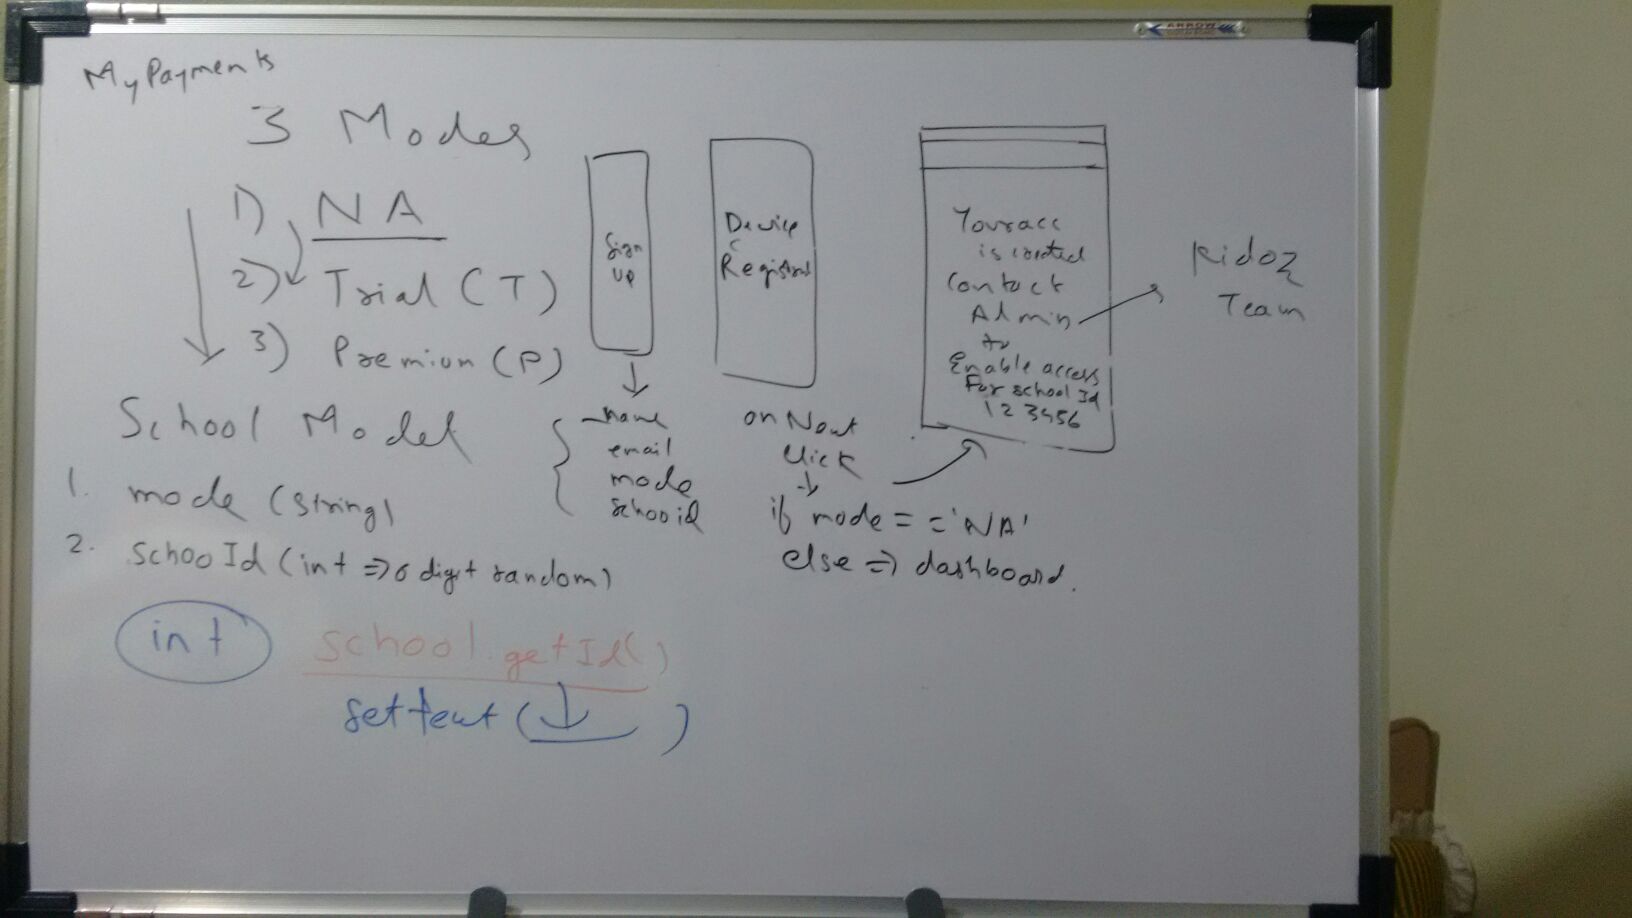 ARROW
MyPayments
3 Modes
1) NA
2) Trial (T)
3) Premium (P)
School Model
1. mode (string)
2. SchooId (int => 6 digit random)
int
school.getId()
settext( )
Sign
up
name
email
mode
schooid
Device
Registrat
on Next
Click
if mode = = 'NA'
else => dashboard.
Your acc
is created
Contact
Admin
to
Enable access
For school Id
123456
Kidoz
Team